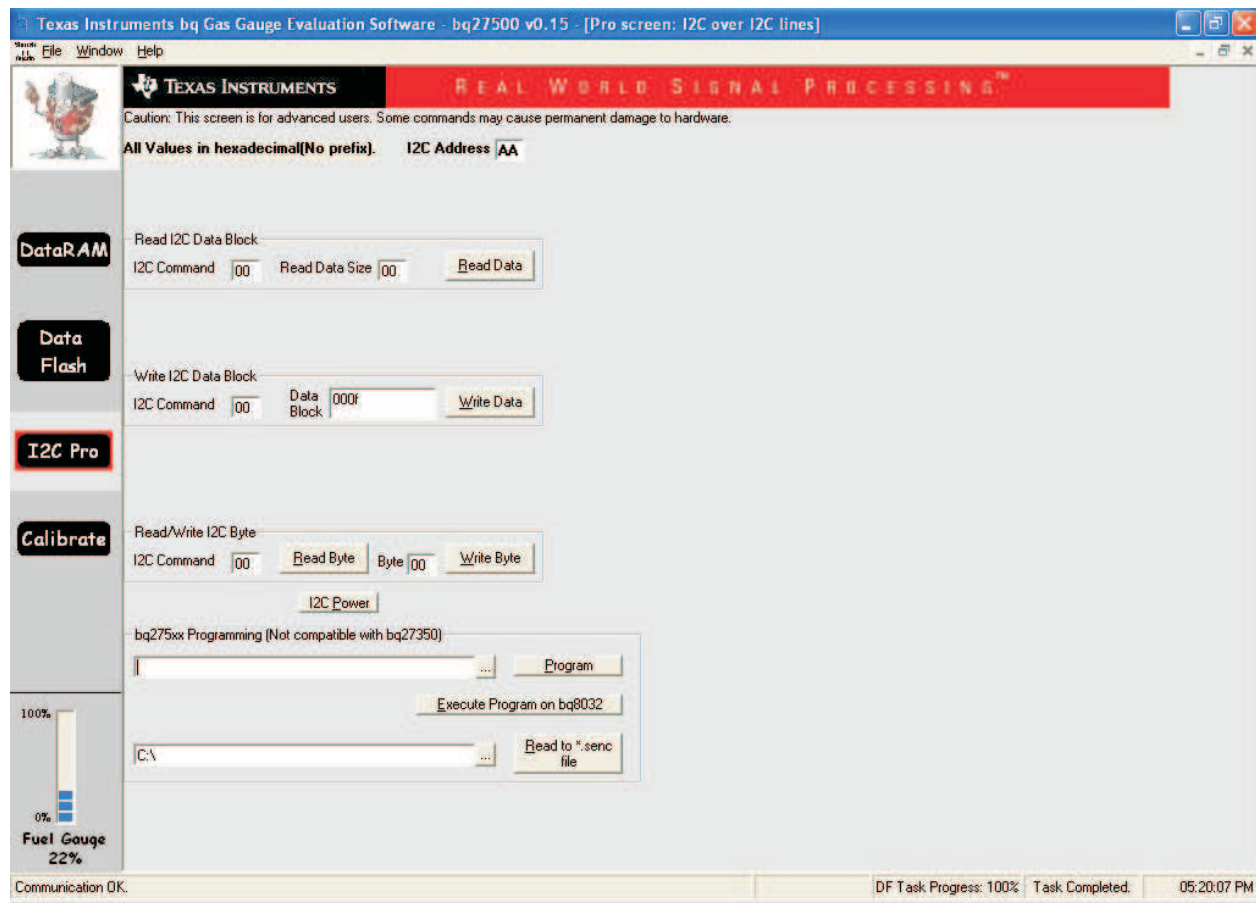 Texas Instruments bq Gas Gauge Evaluation Software - bq27500 v0.15 - [Pro screen: I2C over I2C lines]
File Window Help
TEXAS INSTRUMENTS REAL WORLD SIGNAL PROCESSING™
Caution: This screen is for advanced users. Some commands may cause permanent damage to hardware.
All Values in hexadecimal(No prefix). I2C Address AA
DataRAM
Data
Flash
I2C Pro
Calibrate
Read I2C Data Block
I2C Command 00 Read Data Size 00 Read Data
Write I2C Data Block
I2C Command 00 Data Block 000f Write Data
Read/Write I2C Byte
I2C Command 00 Read Byte Byte 00 Write Byte
I2C Power
bq275xx Programming (Not compatible with bq27350)
... Program
Execute Program on bq8032
C:\ ... Read to *.senc file
100%
0%
Fuel Gauge
22%
Communication OK. DF Task Progress: 100% Task Completed. 05:20:07 PM